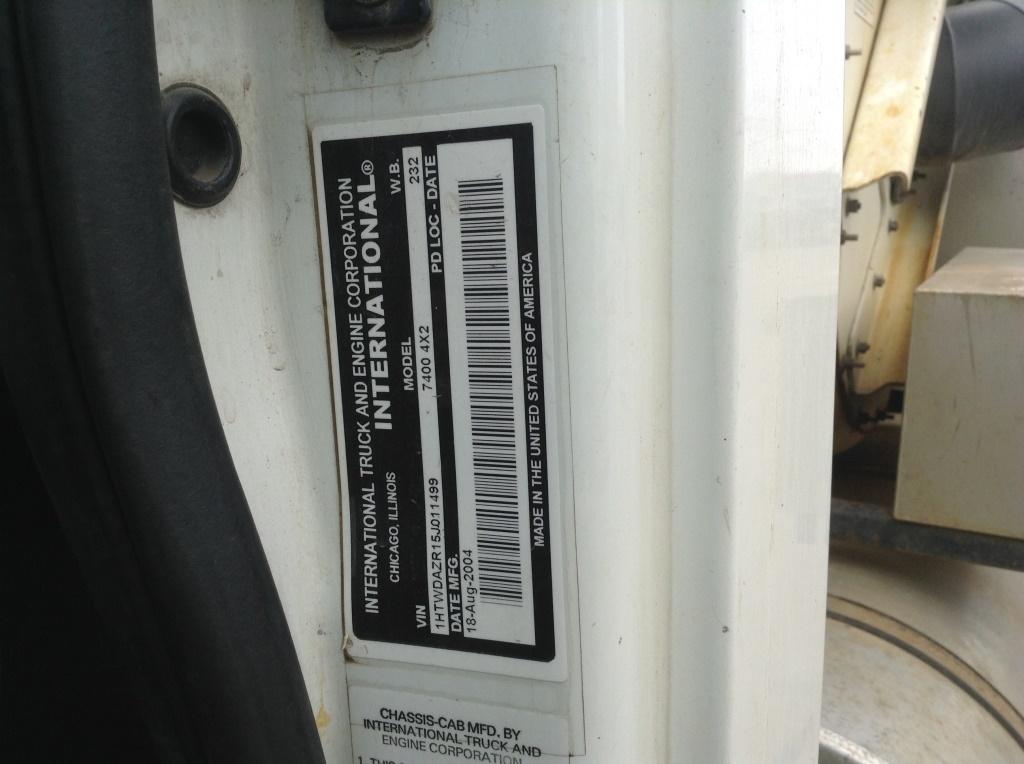 INTERNATIONAL TRUCK AND ENGINE CORPORATION
INTERNATIONAL®
CHICAGO, ILLINOIS
VIN MODEL W.B.
1HTWDAZR15J011499 7400 4X2 232
DATE MFG. PD LOC - DATE
18-Aug-2004
MADE IN THE UNITED STATES OF AMERICA
CHASSIS-CAB MFD. BY
INTERNATIONAL TRUCK AND
ENGINE CORPORATION